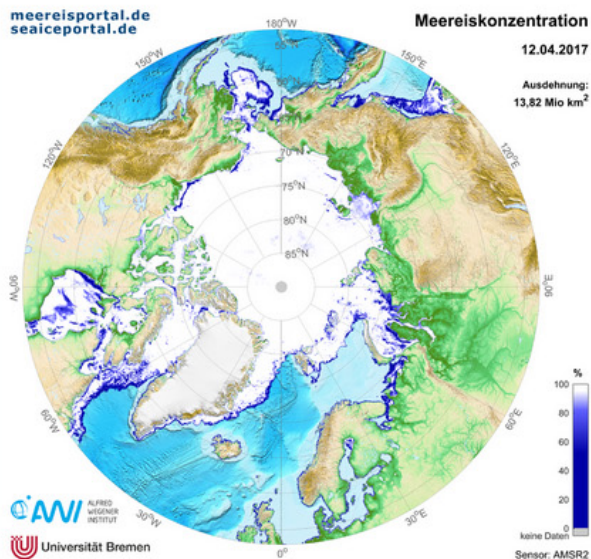 meereisportal.de
seaiceportal.de
Meereiskonzentration
12.04.2017
Ausdehnung:
13,82 Mio km²
180°W
150°W
150°E
120°W
120°E
70°N
75°N
80°N
85°N
90°W
90°E
60°W
60°E
30°W
30°E
0°
%
100
80
60
40
20
0
keine Daten
Sensor: AMSR2
AWI
ALFRED
WEGENER
INSTITUT
Universität Bremen